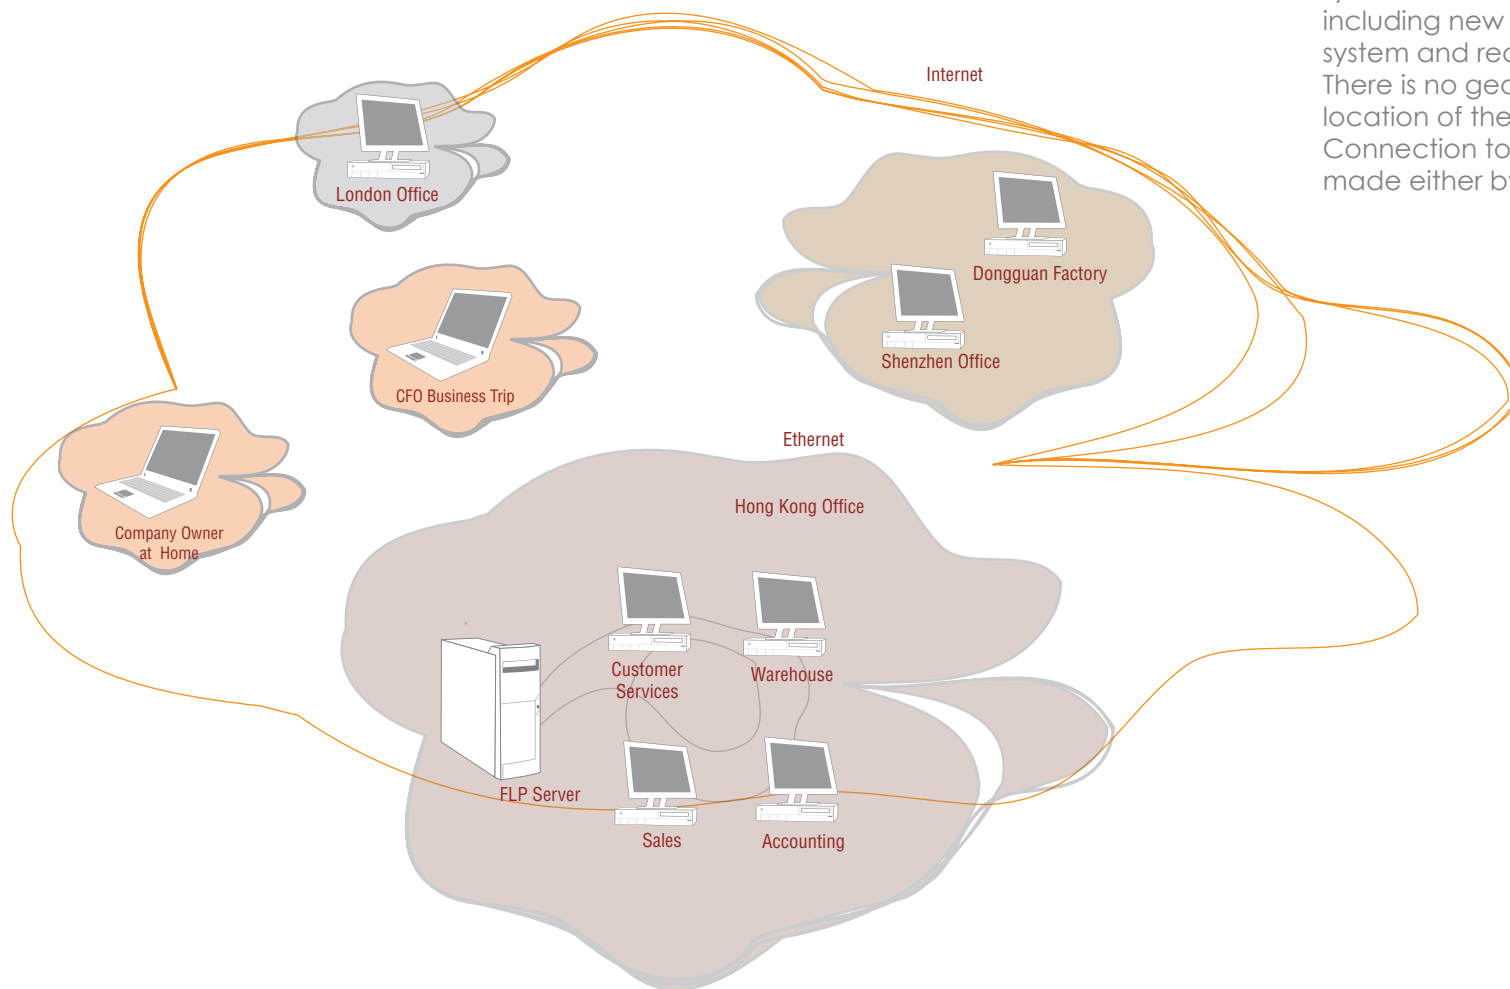 including new
system and
There is no
location of the
Connection to
made either
Internet
London Office
Dongguan Factory
Shenzhen Office
CFO Business Trip
Ethernet
Hong Kong Office
Company Owner
at Home
Customer
Services
Warehouse
FLP Server
Sales
Accounting